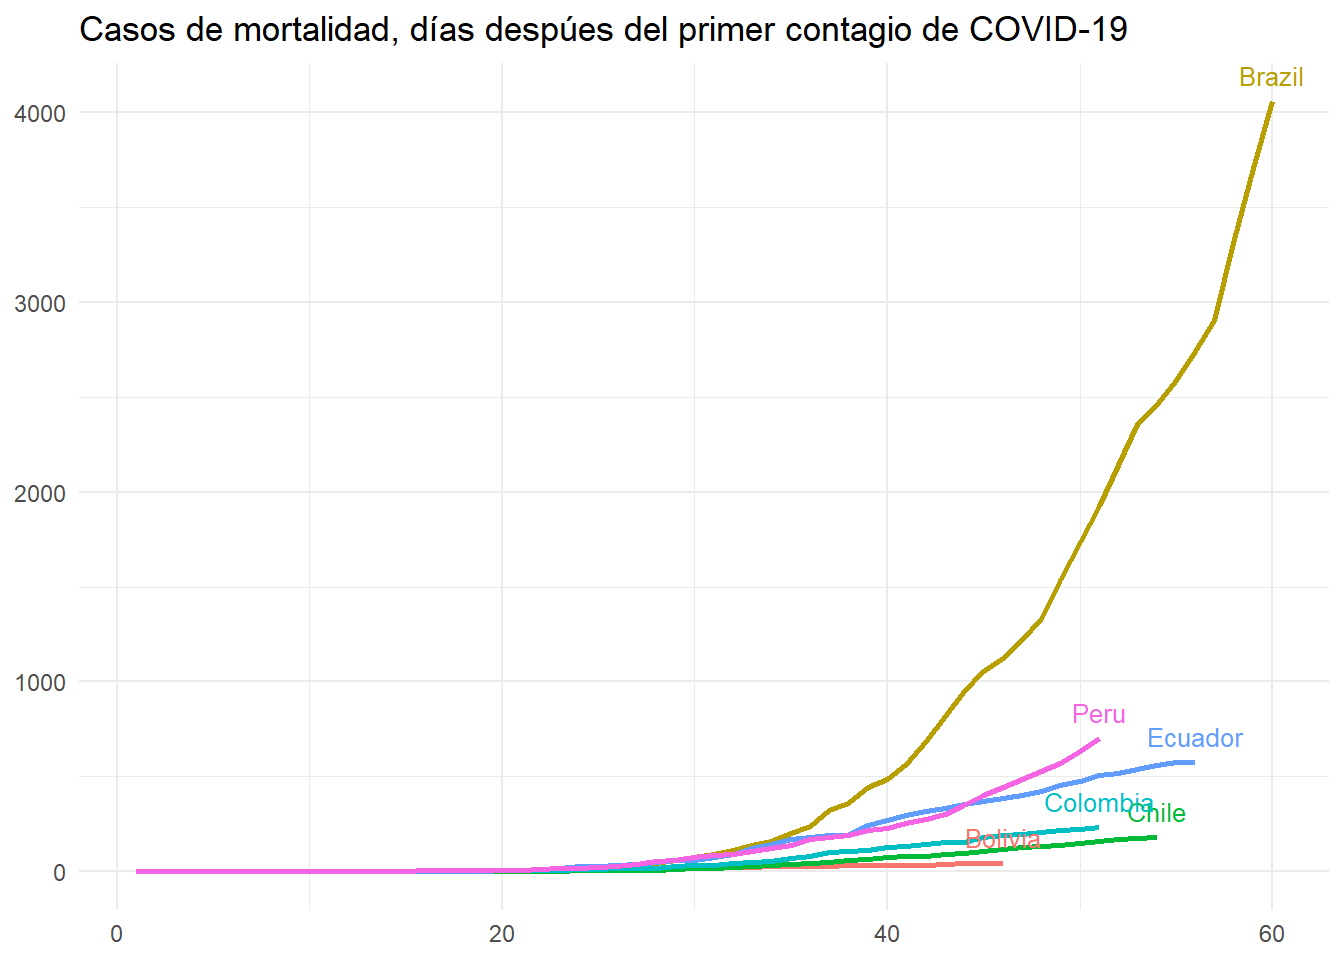 Casos de mortalidad, días despúes del primer contagio de COVID-19
Brazil
4000
3000
2000
1000
Peru
Ecuador
Colombia
Chile
Bolivia
0
0 20 40 60